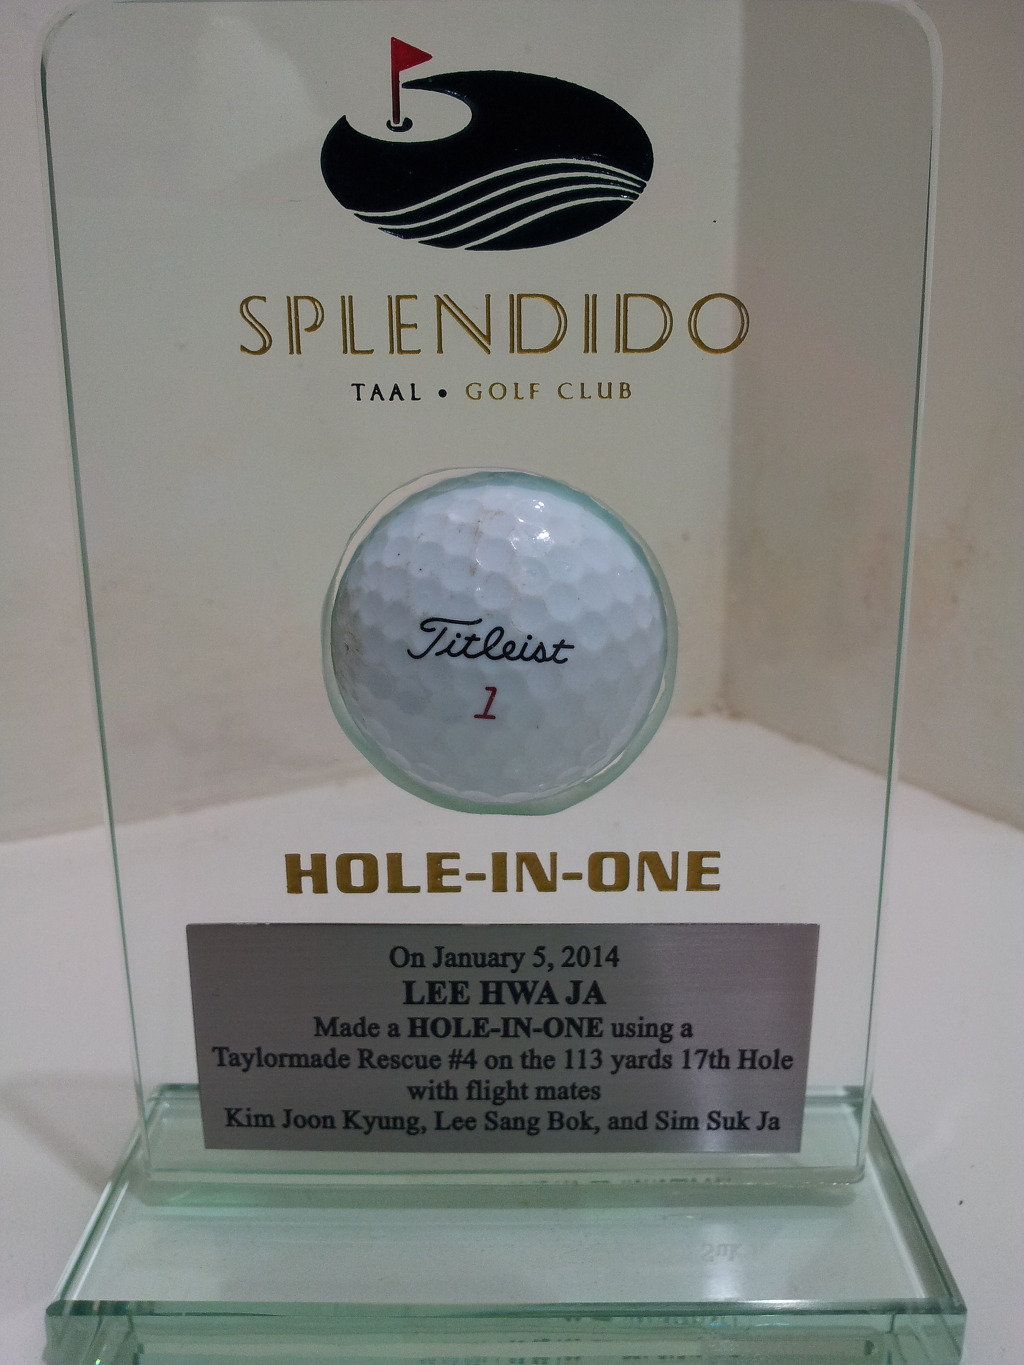 SPLENDIDO
TAAL • GOLF CLUB
Titleist
1
HOLE-IN-ONE
On January 5, 2014
LEE HWA JA
Made a HOLE-IN-ONE using a
Taylormade Rescue #4 on the 113 yards 17th Hole
with flight mates
Kim Joon Kyung, Lee Sang Bok, and Sim Suk Ja